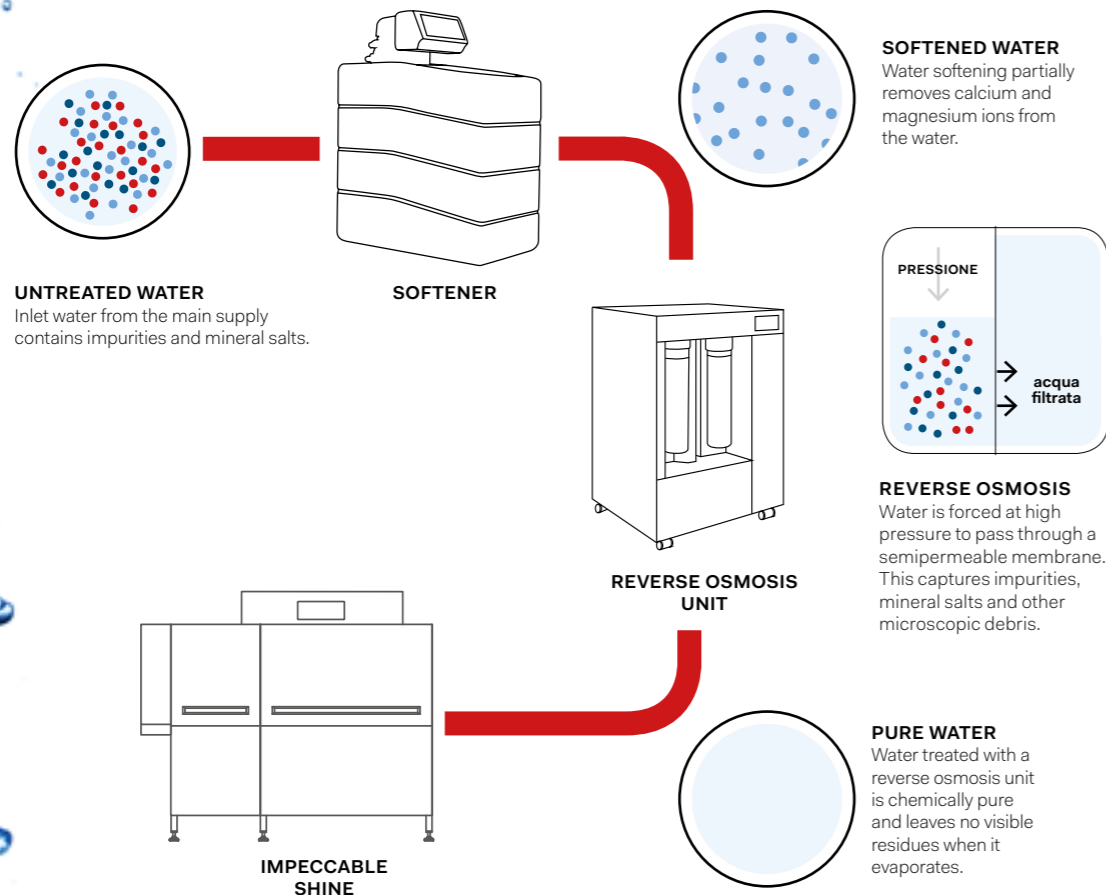 SOFTENED WATER
Water softening partially
removes calcium and
magnesium ions from
the water.
UNTREATED WATER
Inlet water from the main supply
contains impurities and mineral salts.
SOFTENER
PRESSIONE
acqua
filtrata
REVERSE OSMOSIS
Water is forced at high
pressure to pass through a
semipermeable membrane.
This captures impurities,
mineral salts and other
microscopic debris.
REVERSE OSMOSIS
UNIT
PURE WATER
Water treated with a
reverse osmosis unit
is chemically pure
and leaves no visible
residues when it
evaporates.
IMPECCABLE
SHINE